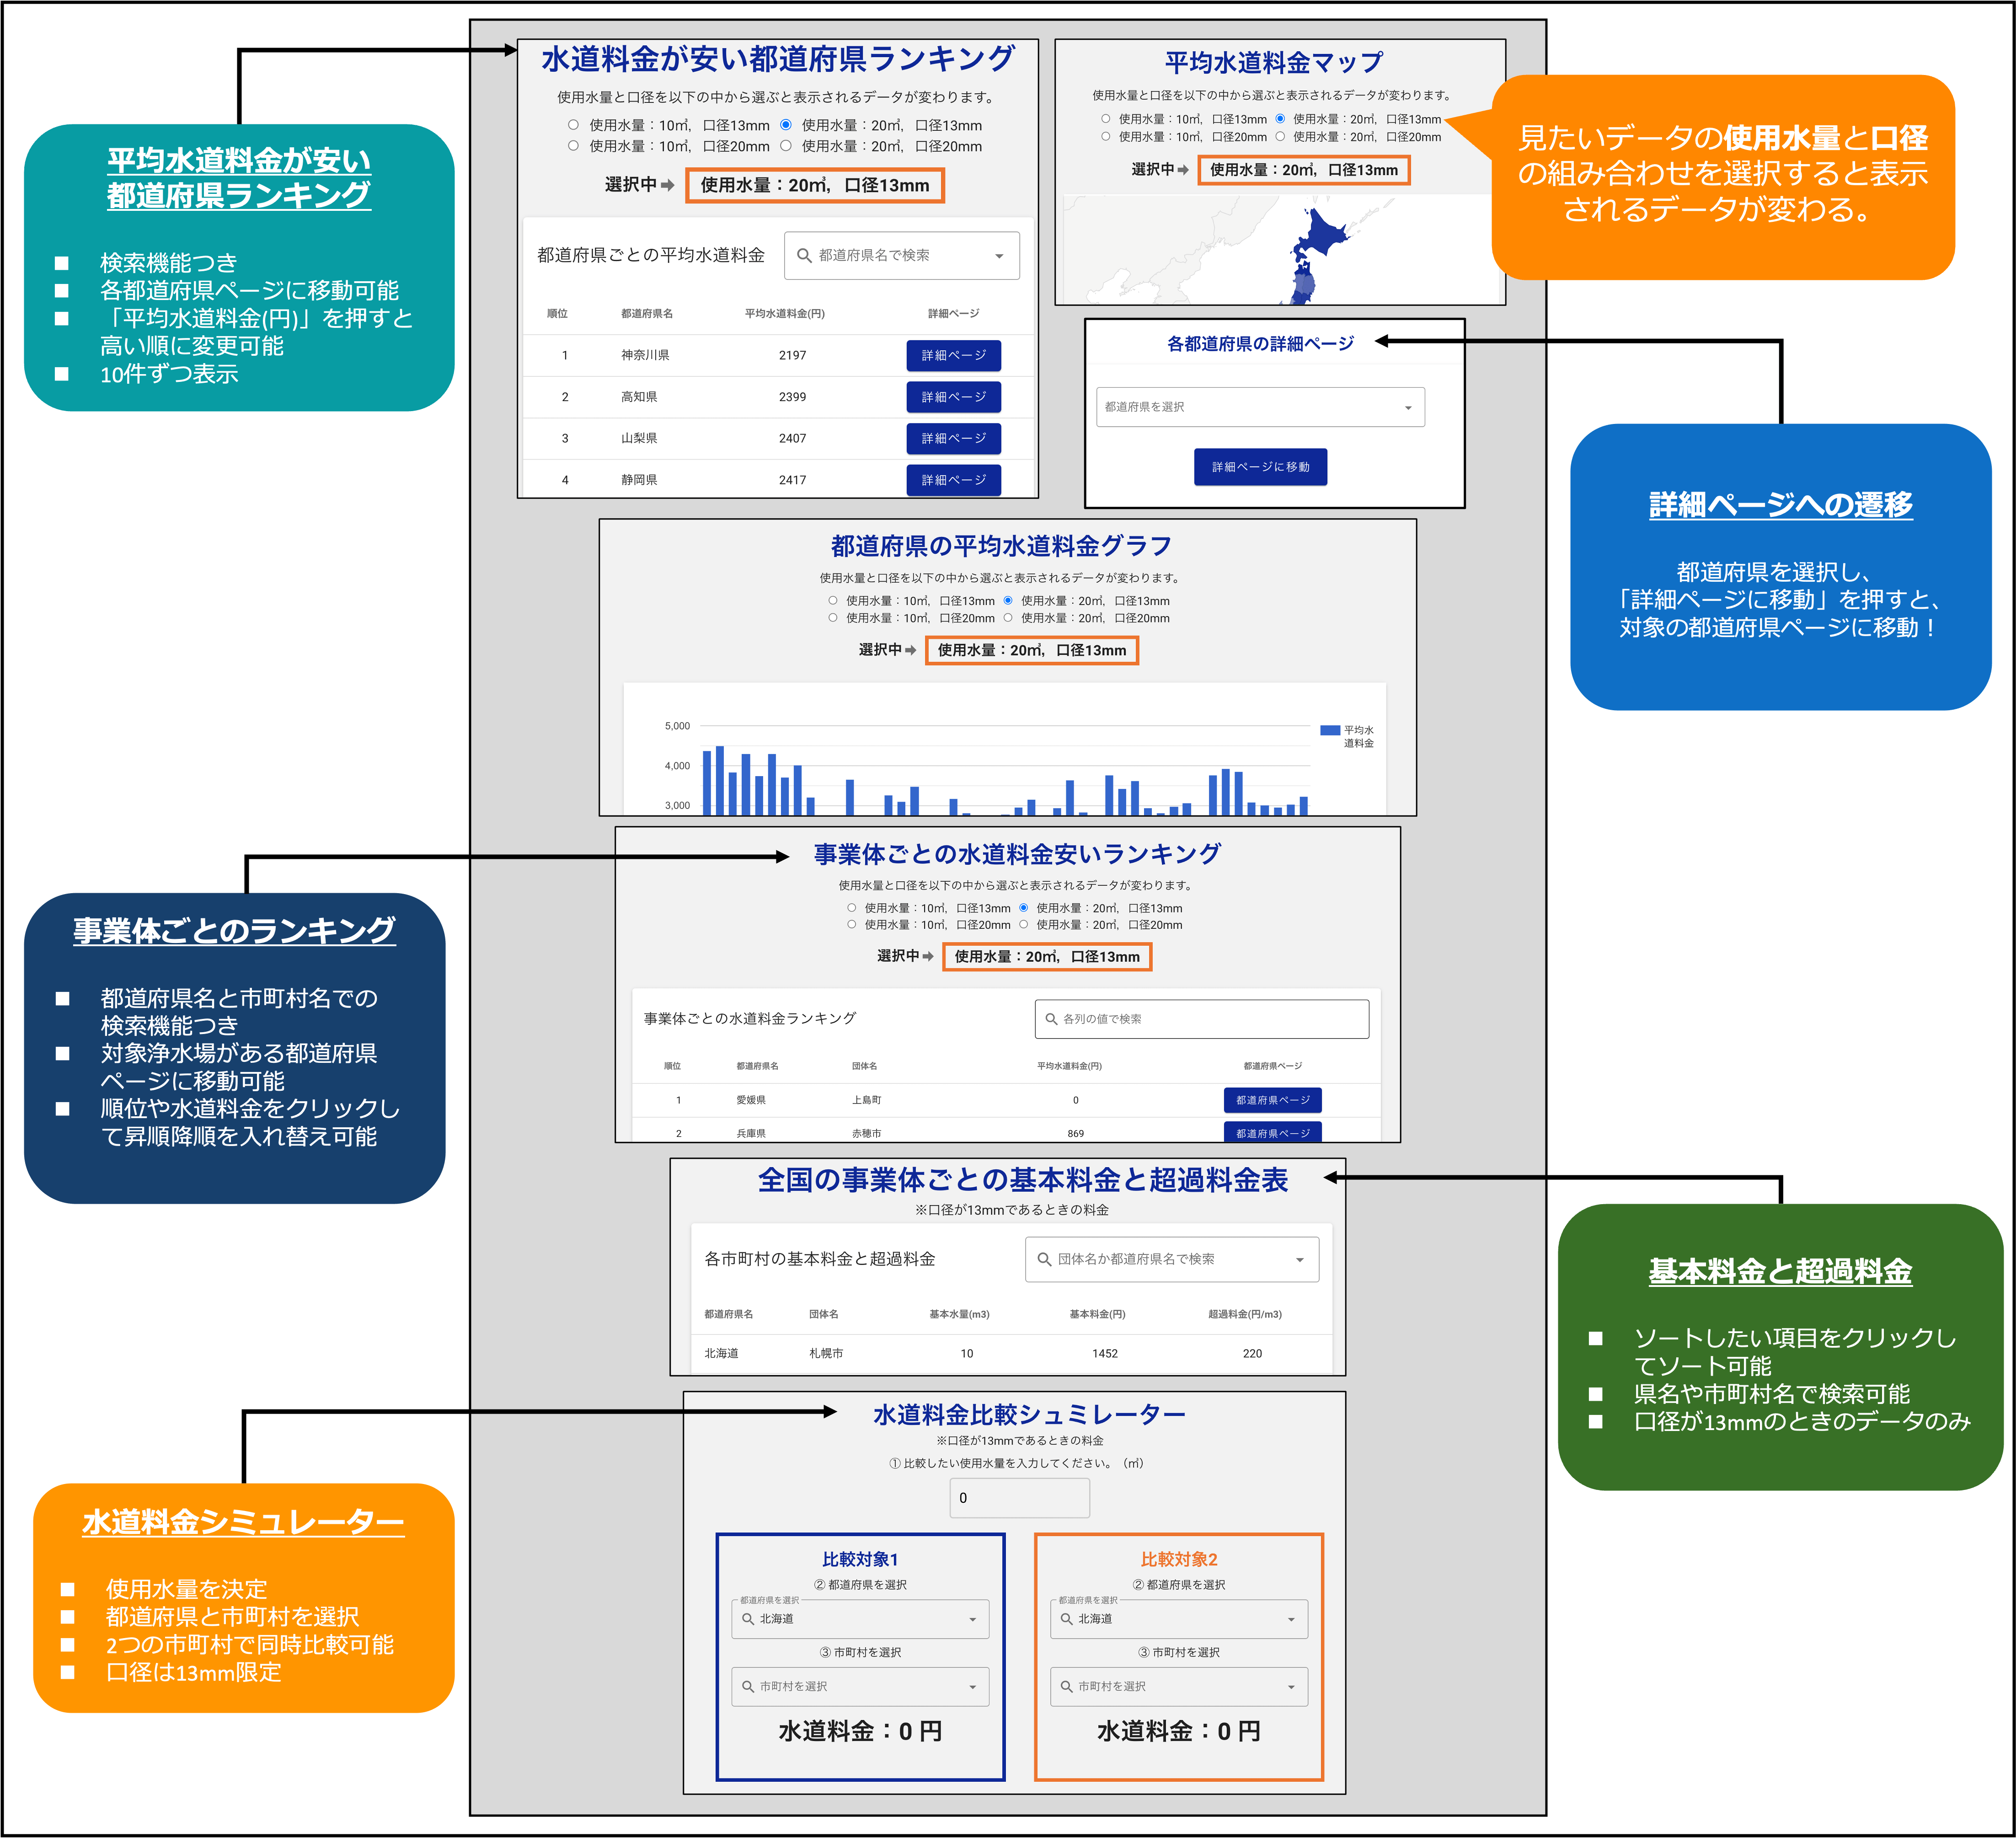 水道料金が安い都道府県ランキング
使用水量と口径を以下の中から選ぶと表示されるデータが変わります。
使用水量：10㎥, 口径13mm 使用水量：20㎥, 口径13mm
使用水量：10㎥, 口径20mm 使用水量：20㎥, 口径20mm
選択中 使用水量：20㎥, 口径13mm
都道府県ごとの平均水道料金 都道府県名で検索
順位 都道府県名 平均水道料金(円) 詳細ページ
1 神奈川県 2197 詳細ページ
2 高知県 2399 詳細ページ
3 山梨県 2407 詳細ページ
4 静岡県 2417 詳細ページ
平均水道料金が安い
都道府県ランキング
■ 検索機能つき
■ 各都道府県ページに移動可能
■ 「平均水道料金(円)」を押すと
高い順に変更可能
■ 10件ずつ表示
平均水道料金マップ
使用水量と口径を以下の中から選ぶと表示されるデータが変わります。
使用水量：10㎥, 口径13mm 使用水量：20㎥, 口径13mm
使用水量：10㎥, 口径20mm 使用水量：20㎥, 口径20mm
選択中 使用水量：20㎥, 口径13mm
見たいデータの使用水量と口径
の組み合わせを選択すると表示
されるデータが変わる。
各都道府県の詳細ページ
都道府県を選択
詳細ページに移動
詳細ページへの遷移
都道府県を選択し、
「詳細ページに移動」を押すと、
対象の都道府県ページに移動！
都道府県の平均水道料金グラフ
使用水量と口径を以下の中から選ぶと表示されるデータが変わります。
使用水量：10㎥, 口径13mm 使用水量：20㎥, 口径13mm
使用水量：10㎥, 口径20mm 使用水量：20㎥, 口径20mm
選択中 使用水量：20㎥, 口径13mm
5,000
4,000
3,000
平均水
道料金
事業体ごとの水道料金安いランキング
使用水量と口径を以下の中から選ぶと表示されるデータが変わります。
使用水量：10㎥, 口径13mm 使用水量：20㎥, 口径13mm
使用水量：10㎥, 口径20mm 使用水量：20㎥, 口径20mm
選択中 使用水量：20㎥, 口径13mm
事業体ごとの水道料金ランキング 各列の値で検索
順位 都道府県名 団体名 平均水道料金(円) 都道府県ページ
1 愛媛県 上島町 0 都道府県ページ
2 兵庫県 赤穂市 869 都道府県ページ
事業体ごとのランキング
■ 都道府県名と市町村名での
検索機能つき
■ 対象浄水場がある都道府県
ページに移動可能
■ 順位や水道料金をクリックし
て昇順降順を入れ替え可能
全国の事業体ごとの基本料金と超過料金表
※口径が13mmであるときの料金
各市町村の基本料金と超過料金 団体名か都道府県名で検索
都道府県名 団体名 基本水量(m3) 基本料金(円) 超過料金(円/m3)
北海道 札幌市 10 1452 220
基本料金と超過料金
■ ソートしたい項目をクリックし
てソート可能
■ 県名や市町村名で検索可能
■ 口径が13mmのときのデータのみ
水道料金比較シュミレーター
※口径が13mmであるときの料金
① 比較したい使用水量を入力してください。（㎥）
0
比較対象1
② 都道府県を選択
都道府県を選択
北海道
③ 市町村を選択
市町村を選択
水道料金：0 円
比較対象2
② 都道府県を選択
都道府県を選択
北海道
③ 市町村を選択
市町村を選択
水道料金：0 円
水道料金シミュレーター
■ 使用水量を決定
■ 都道府県と市町村を選択
■ 2つの市町村で同時比較可能
■ 口径は13mm限定